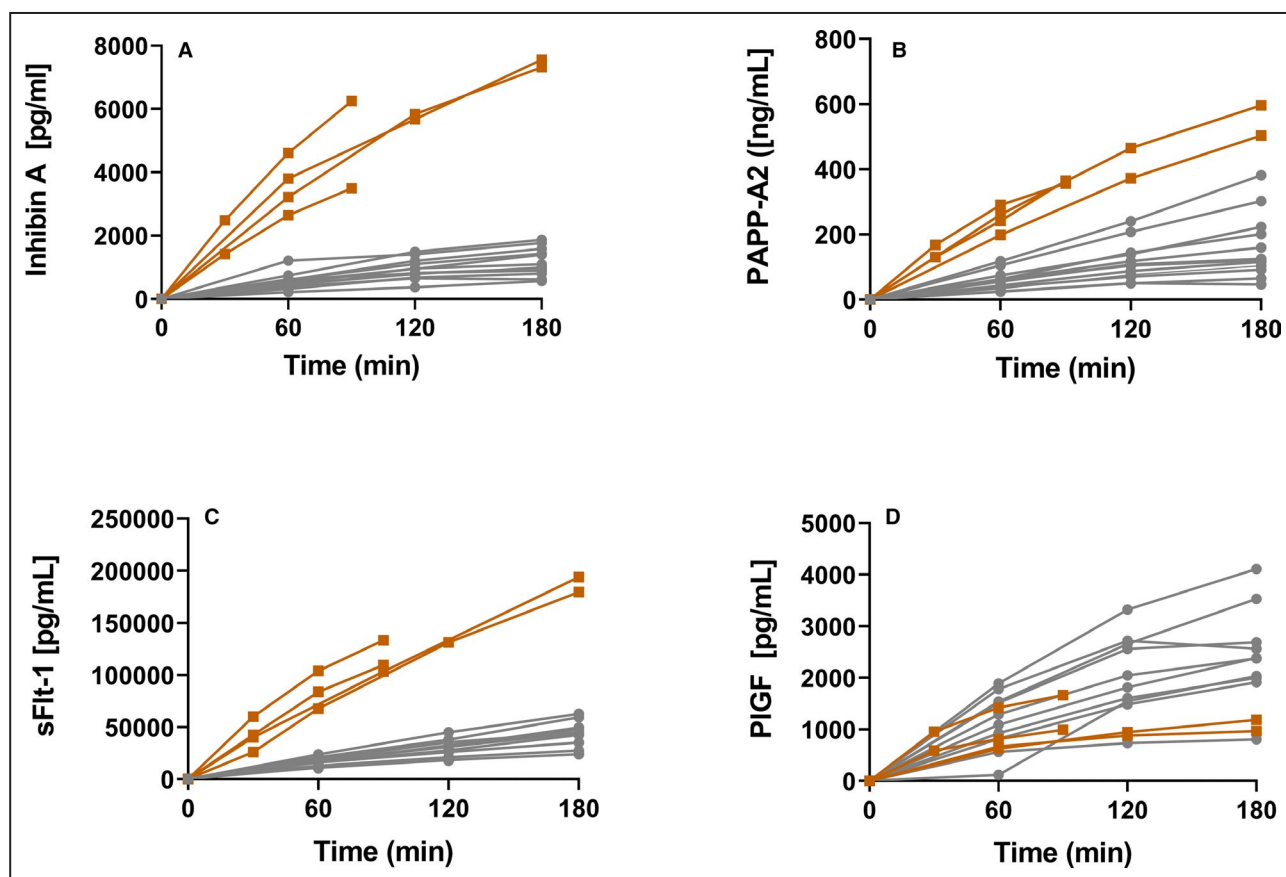 A
Inhibin A [pg/ml]
8000
6000
4000
2000
0
0 60 120 180
Time (min)
B
PAPP-A2 ([ng/mL]
800
600
400
200
0
0 60 120 180
Time (min)
C
sFlt-1 [pg/mL]
250000
200000
150000
100000
50000
0
0 60 120 180
Time (min)
D
PlGF [pg/mL]
5000
4000
3000
2000
1000
0
0 60 120 180
Time (min)